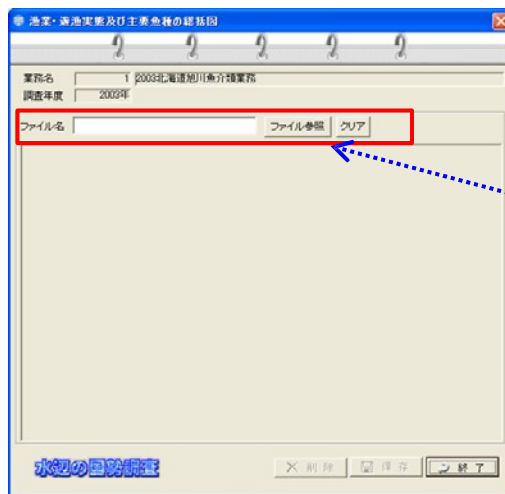 漁業・遊漁実態及び主要魚種の総括図
業務名 1 2003北海道旭川魚介類業務
調査年度 2003年
ファイル名 ファイル参照 クリア
水辺の国勢調査 削除 保存 終了